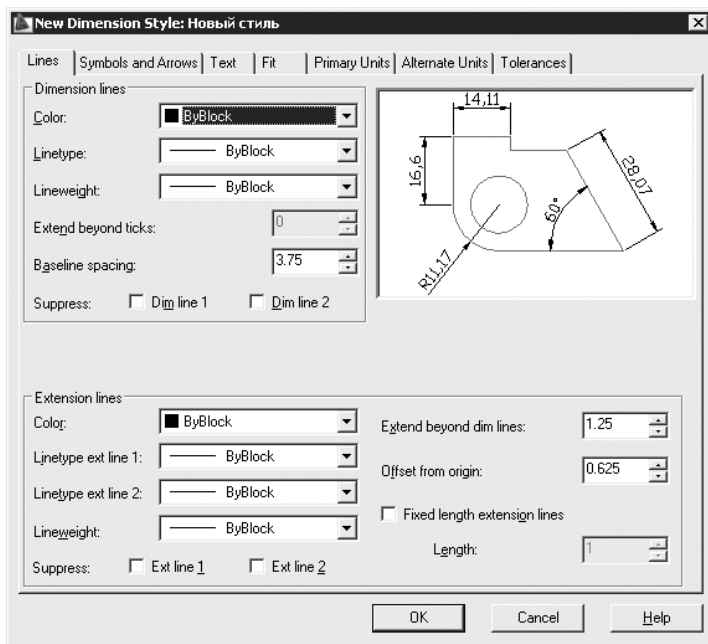 New Dimension Style: Новый стиль
Lines Symbols and Arrows Text Fit Primary Units Alternate Units Tolerances
Dimension lines
Color: ByBlock
Linetype: ByBlock
Lineweight: ByBlock
Extend beyond ticks: 0
Baseline spacing: 3.75
Suppress: Dim line 1 Dim line 2
14,11
16,6
28,07
60°
R11,17
Extension lines
Color: ByBlock
Linetype ext line 1: ByBlock
Linetype ext line 2: ByBlock
Lineweight: ByBlock
Suppress: Ext line 1 Ext line 2
Extend beyond dim lines: 1.25
Offset from origin: 0.625
Fixed length extension lines
Length: 1
OK Cancel Help